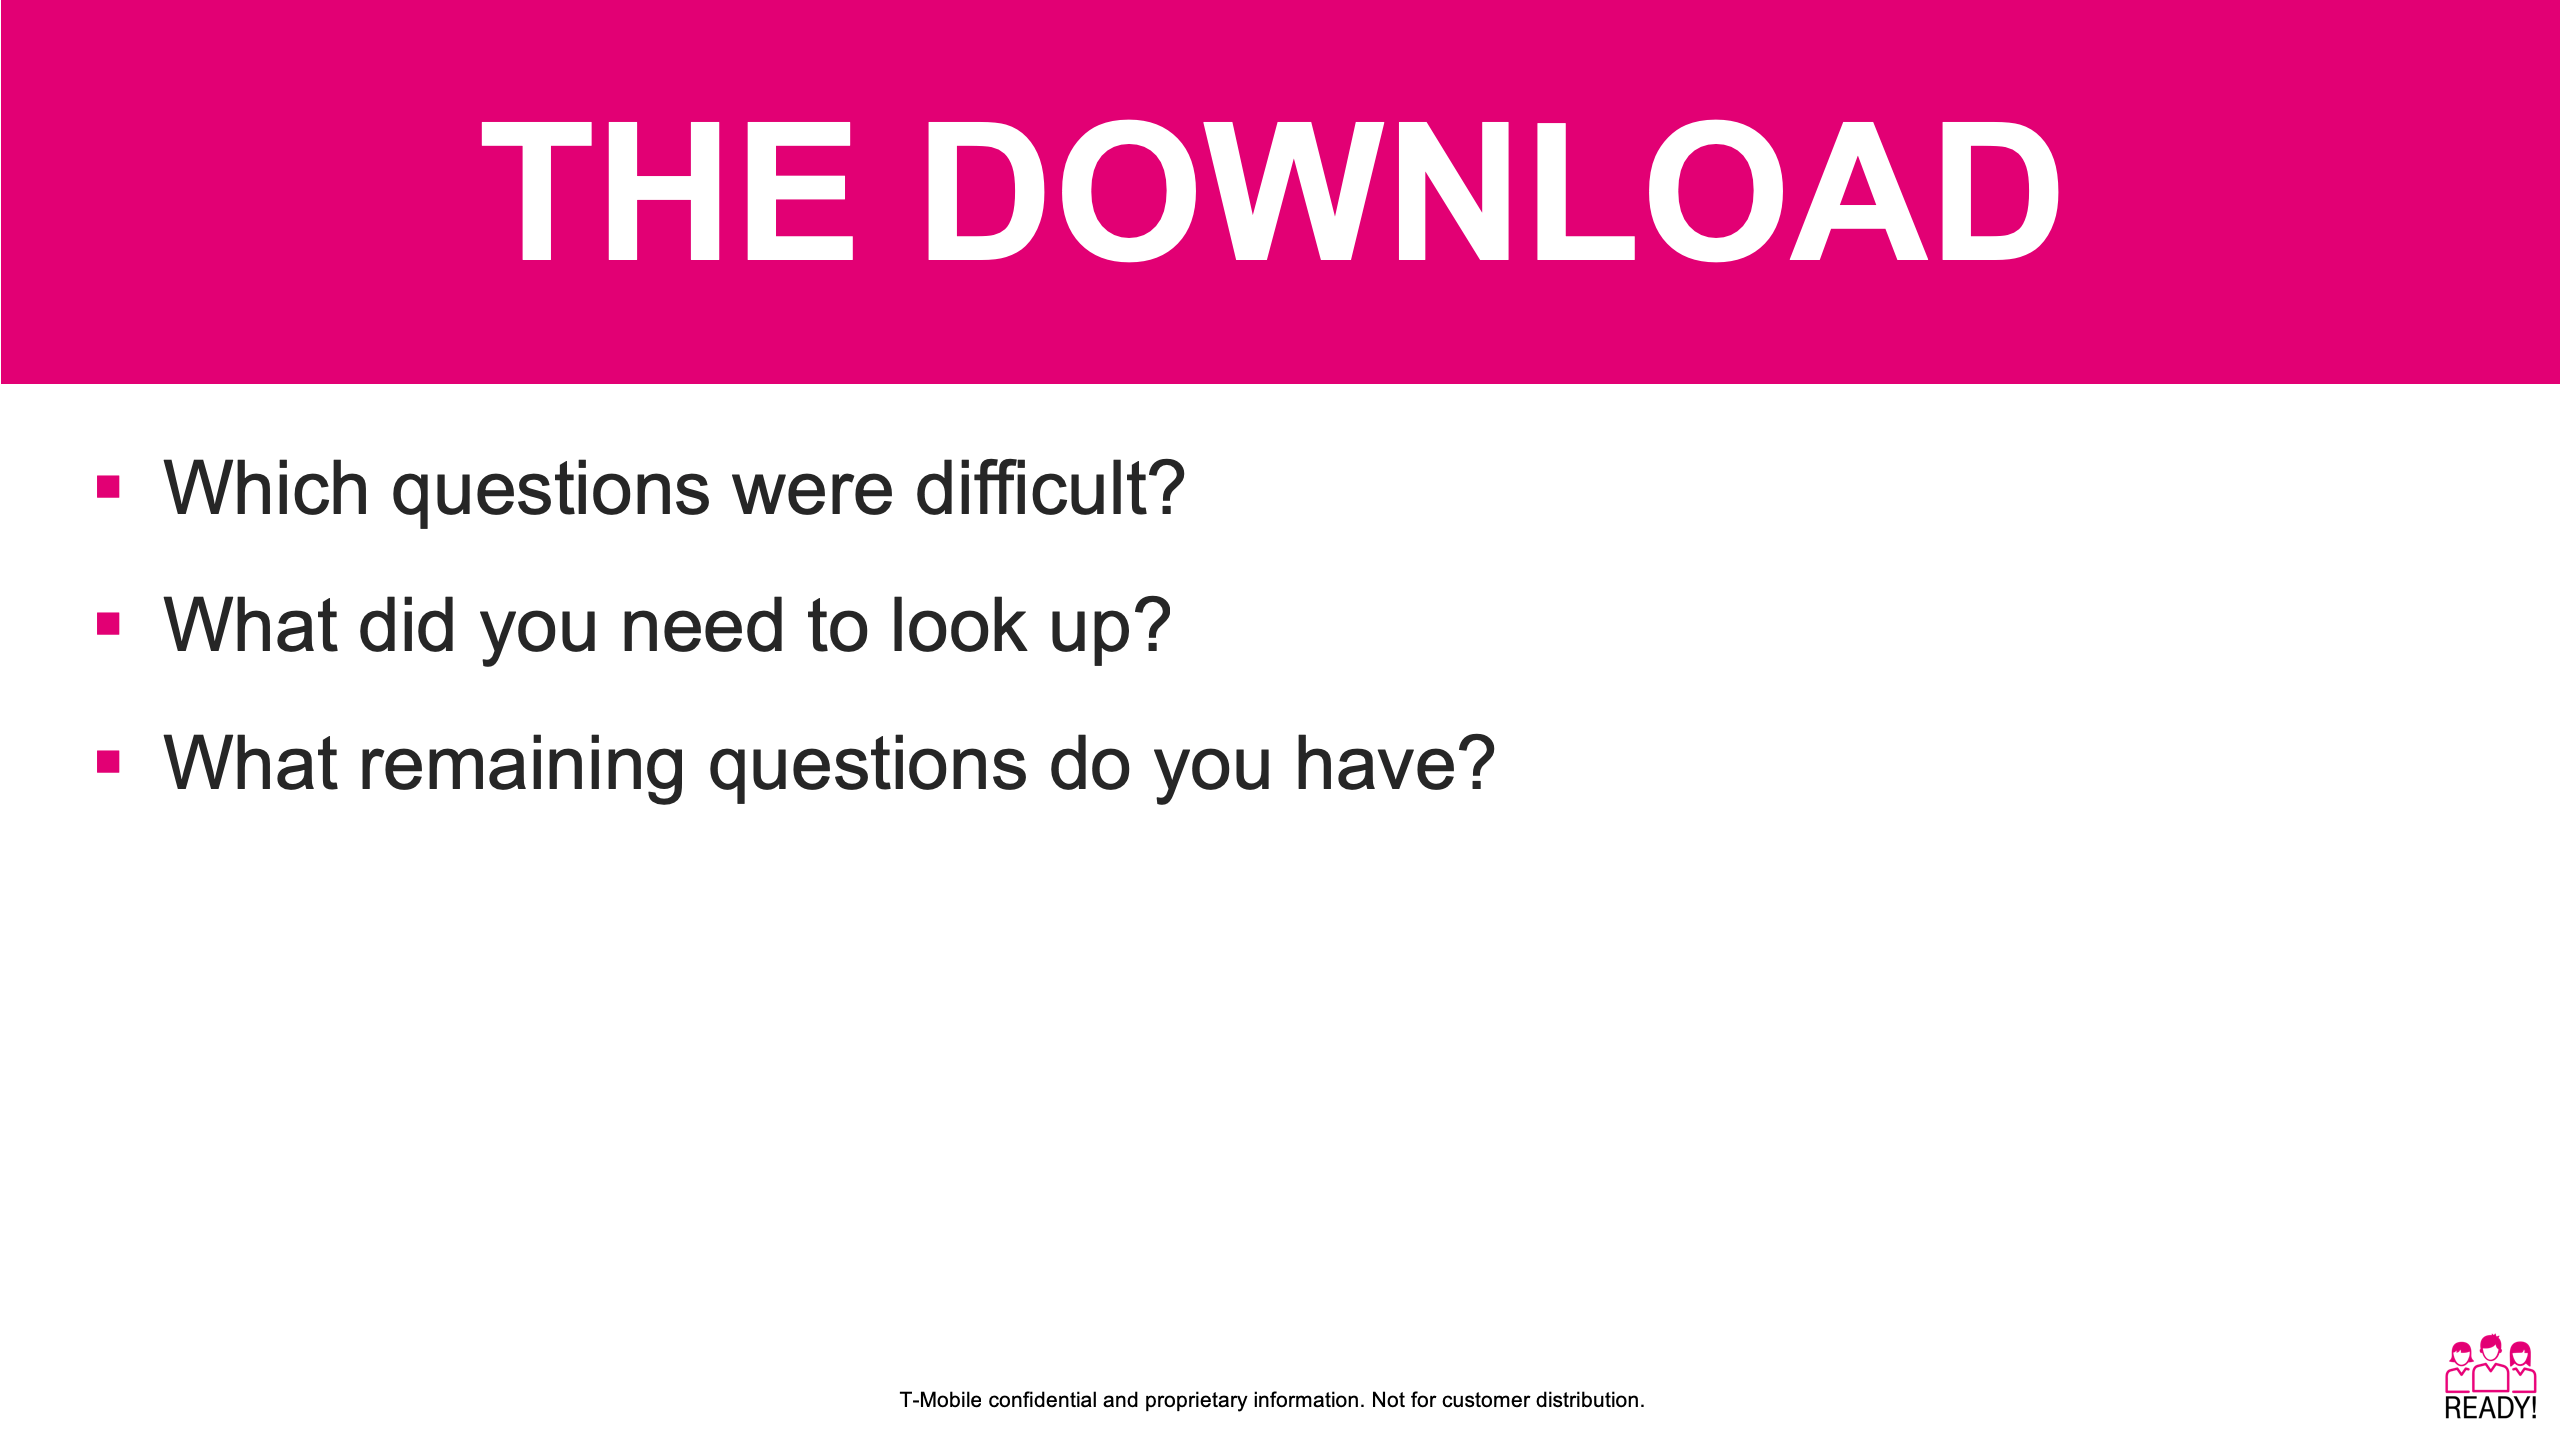 THE DOWNLOAD
Which questions were difficult?
What did you need to look up?
What remaining questions do you have?
T-Mobile confidential and proprietary information. Not for customer distribution.
READY!